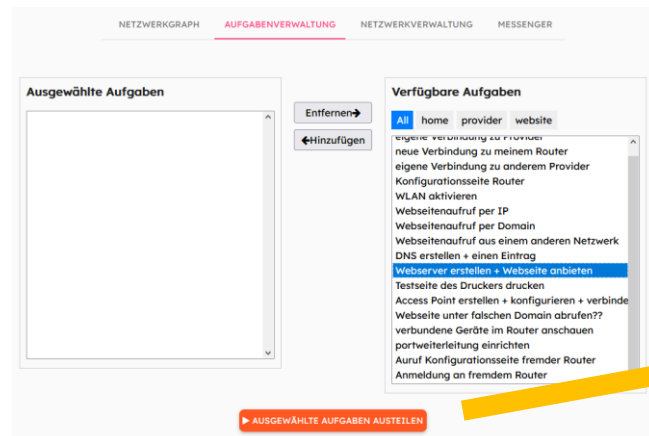 NETZWERKGRAPH AUFGABENVERWALTUNG NETZWERKVERWALTUNG MESSENGER
Ausgewählte Aufgaben
Entfernen➔
←Hinzufügen
Verfügbare Aufgaben
All home provider website
eigene Verbindung zu Provider
neue Verbindung zu meinem Router
eigene Verbindung zu anderem Provider
Konfigurationsseite Router
WLAN aktivieren
Webseitenaufruf per IP
Webseitenaufruf per Domain
Webseitenaufruf aus einem anderen Netzwerk
DNS erstellen + einen Eintrag
Webserver erstellen + Webseite anbieten
Testseite des Druckers drucken
Access Point erstellen + konfigurieren + verbinde
Webseite unter falschen Domain abrufen??
verbundene Geräte im Router anschauen
portweiterleitung einrichten
Auruf Konfigurationsseite fremder Router
Anmeldung an fremdem Router
▶ AUSGEWÄHLTE AUFGABEN AUSTEILEN